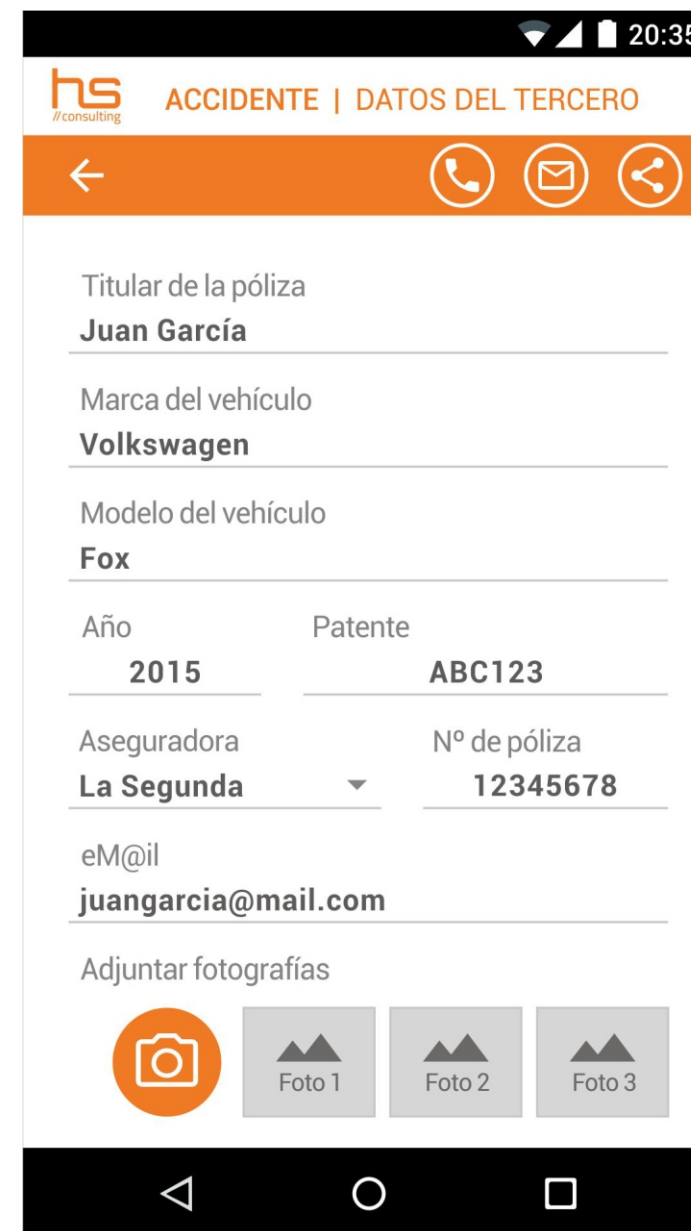 20:35
hs
//consulting
ACCIDENTE | DATOS DEL TERCERO
Titular de la póliza
Juan García
Marca del vehículo
Volkswagen
Modelo del vehículo
Fox
Año Patente
2015 ABC123
Aseguradora Nº de póliza
La Segunda 12345678
eM@il
juangarcia@mail.com
Adjuntar fotografías
Foto 1 Foto 2 Foto 3